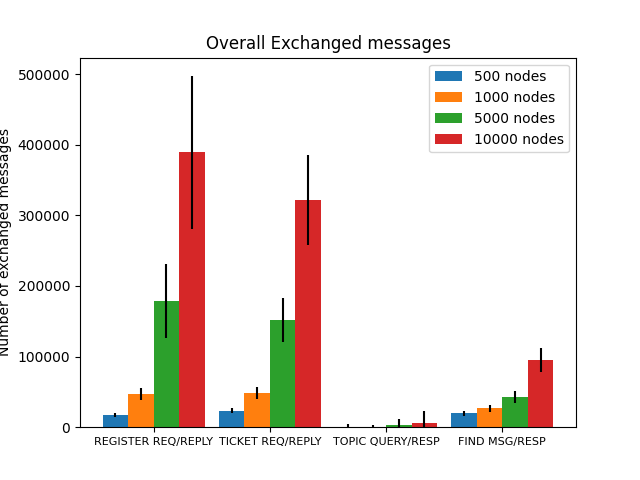 Overall Exchanged messages
Number of exchanged messages
500000
400000
300000
200000
100000
0
500 nodes
1000 nodes
5000 nodes
10000 nodes
REGISTER REQ/REPLY TICKET REQ/REPLY TOPIC QUERY/RESP FIND MSG/RESP